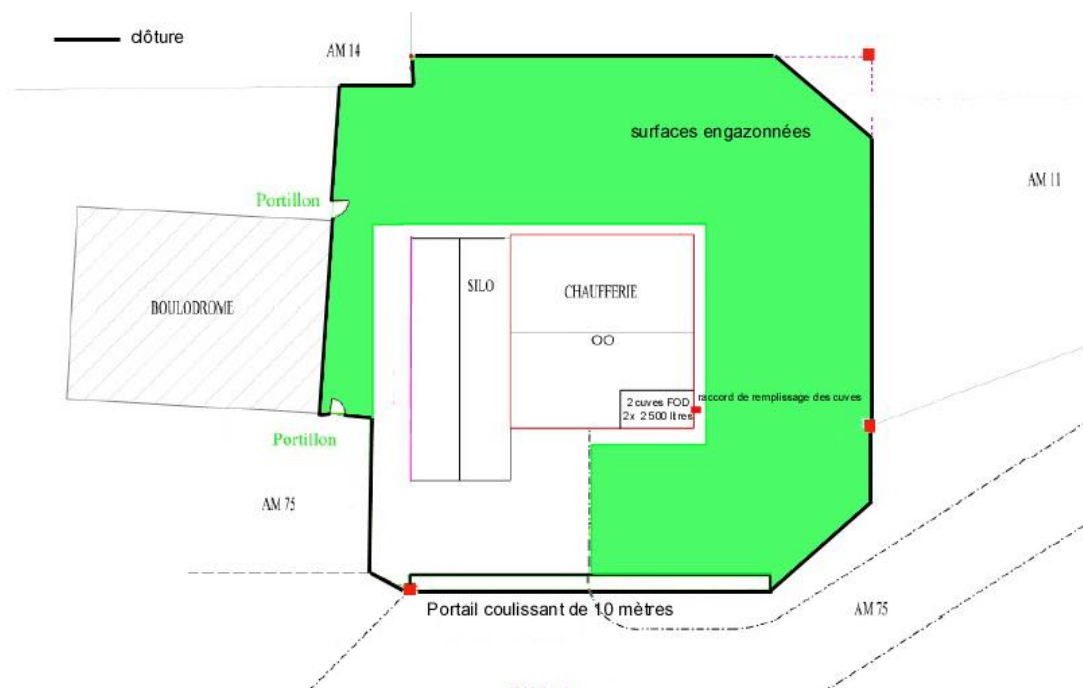 clôture
AM 14
surfaces engazonnées
AM 11
Portillon
BOULODROME
SILO
CHAUFFERIE
OO
2 cuves FOD
2x 2500 litres
raccord de remplissage des cuves
Portillon
AM 75
Portail coulissant de 10 mètres
AM 75